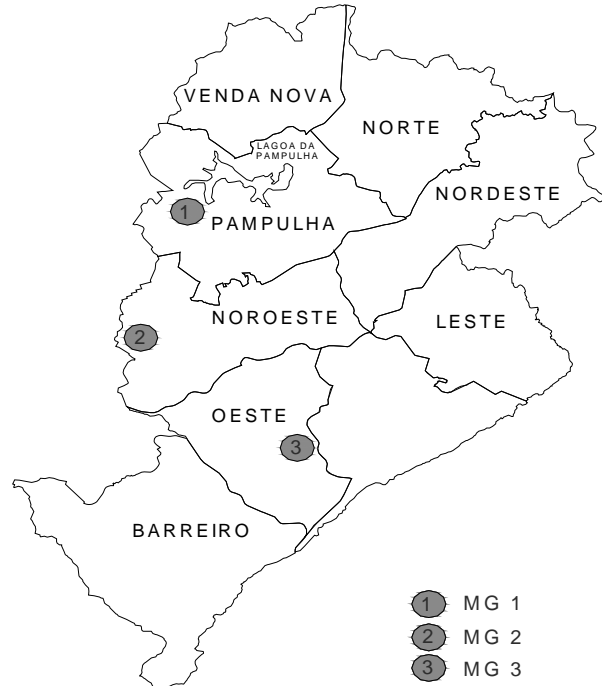 VENDA NOVA
NORTE
LAGOA DA
PAMPULHA
NORDESTE
1
PAMPULHA
NOROESTE
LESTE
2
OESTE
3
BARREIRO
1 MG 1
2 MG 2
3 MG 3